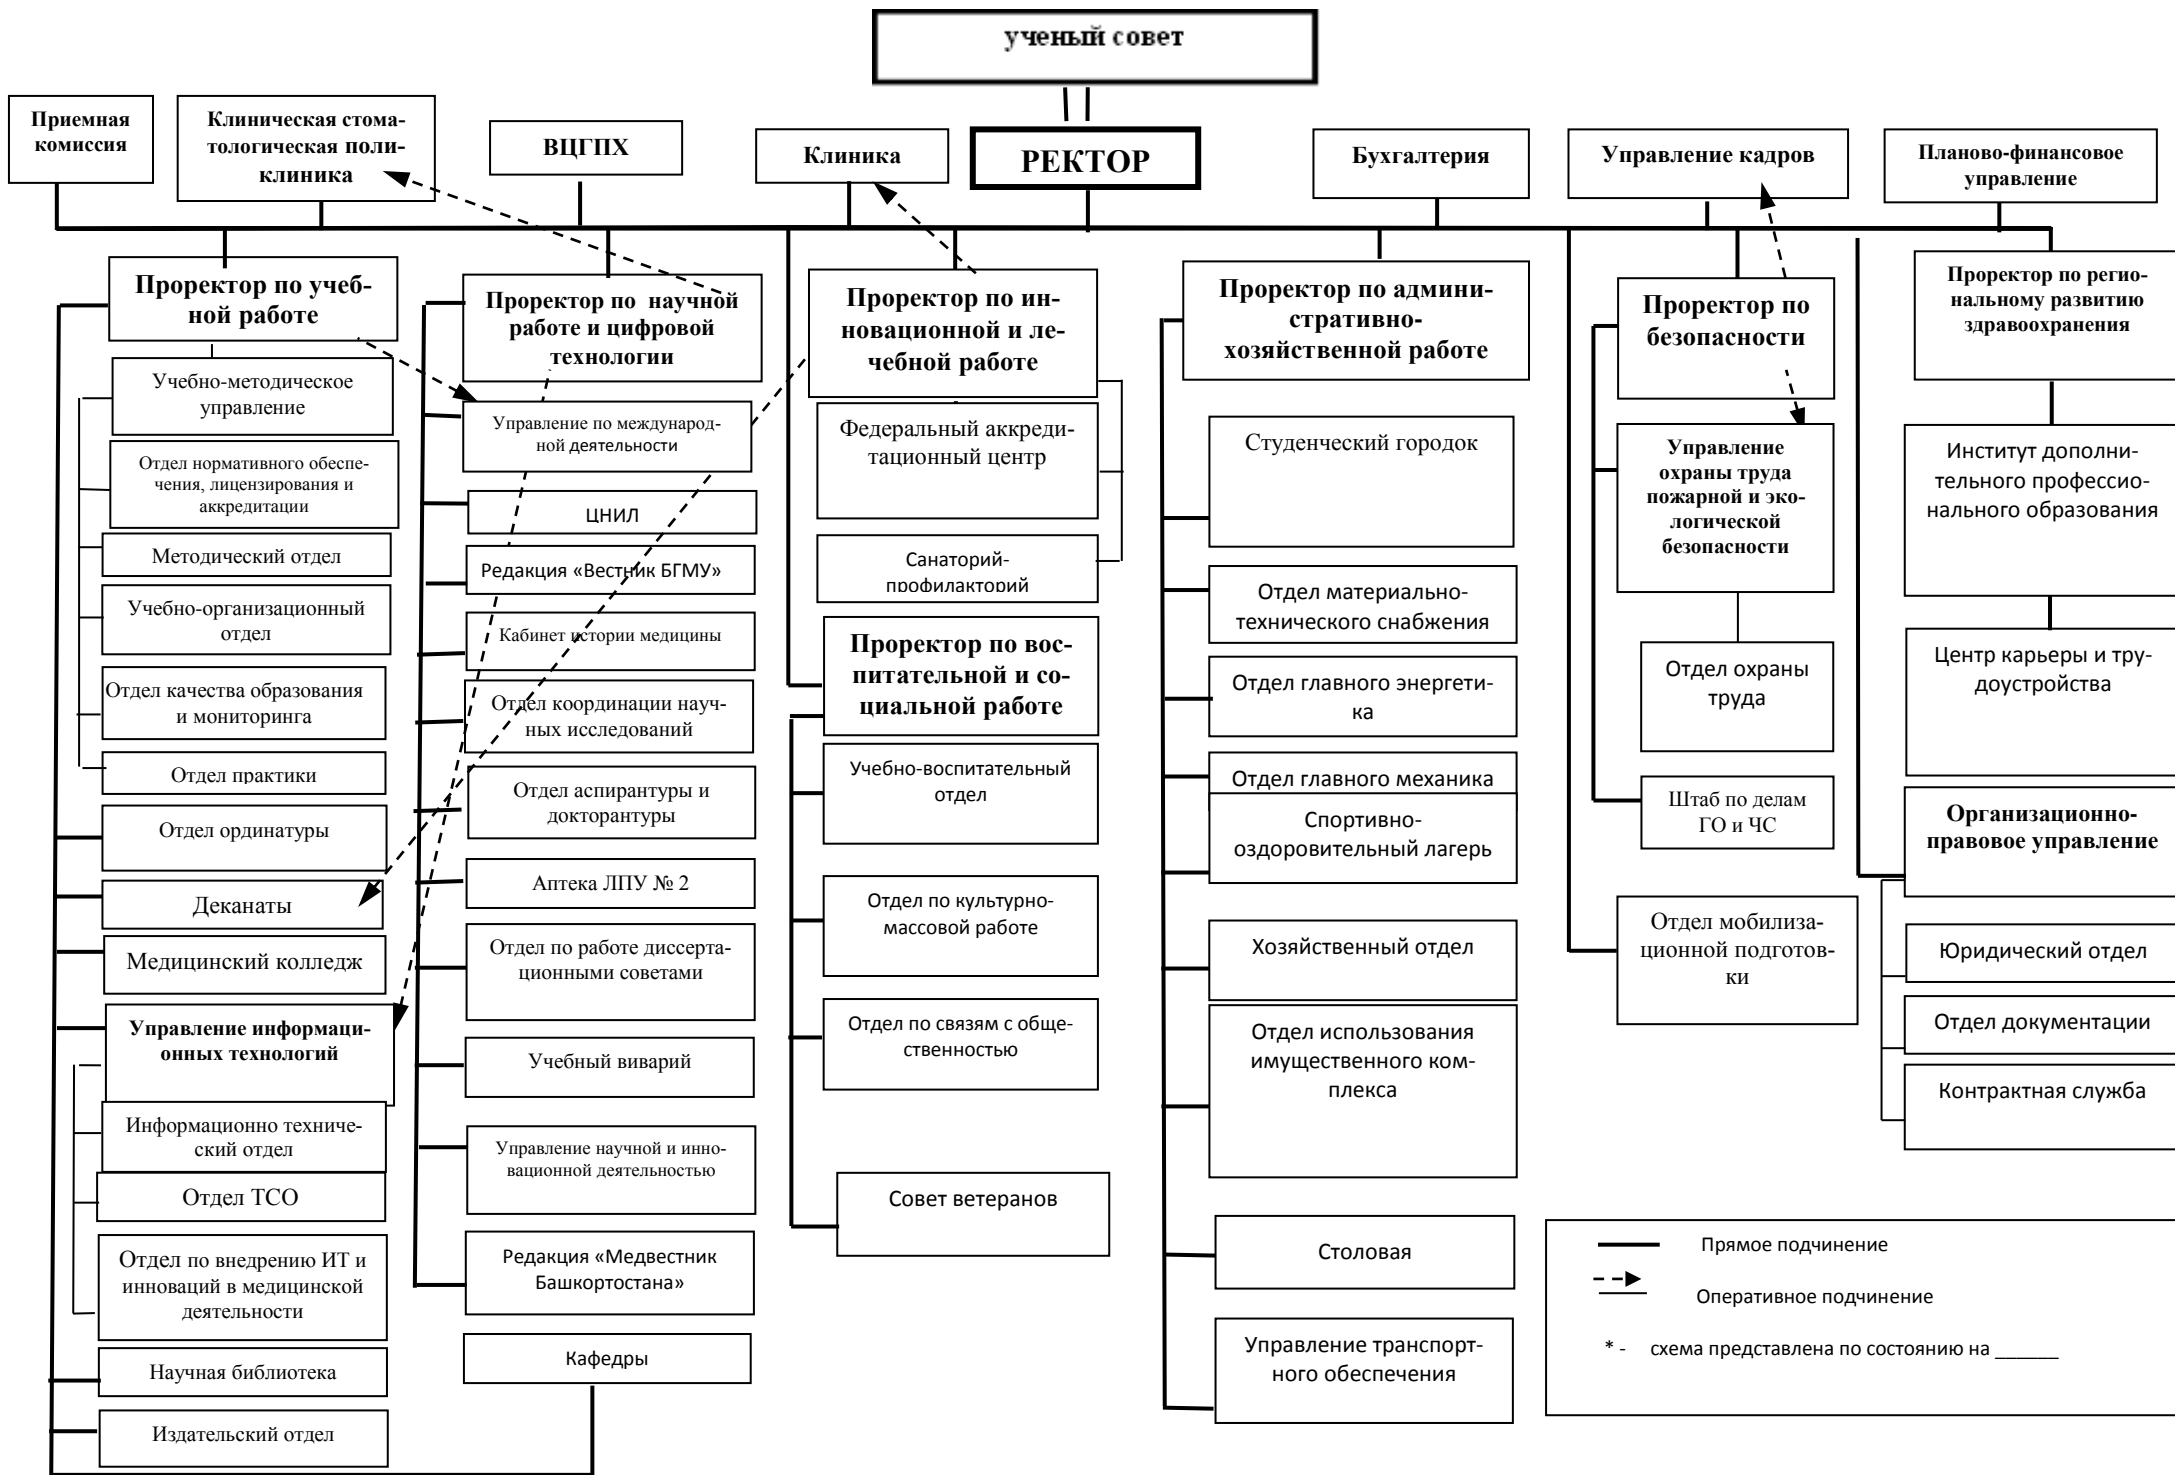 ученый совет
Приемная
комиссия
Клиническая стома-
тологическая поли-
клиника
ВЦГПХ
Клиника
РЕКТОР
Бухгалтерия
Управление кадров
Планово-финансовое
управление
Проректор по учеб-
ной работе
Учебно-методическое
управление
Отдел нормативного обеспе-
чения, лицензирования и
аккредитации
Методический отдел
Учебно-организационный
отдел
Отдел качества образования
и мониторинга
Отдел практики
Отдел ординатуры
Деканаты
Медицинский колледж
Управление информаци-
онных технологий
Информационно техниче-
ский отдел
Отдел ТСО
Отдел по внедрению ИТ и
инноваций в медицинской
деятельности
Научная библиотека
Издательский отдел
Проректор по научной
работе и цифровой
технологии
Управление по международ-
ной деятельности
ЦНИЛ
Редакция «Вестник БГМУ»
Кабинет истории медицины
Отдел координации науч-
ных исследований
Отдел аспирантуры и
докторантуры
Аптека ЛПУ № 2
Отдел по работе диссерта-
ционными советами
Учебный виварий
Управление научной и инно-
вационной деятельностью
Редакция «Медвестник
Башкортостана»
Кафедры
Проректор по ин-
новационной и ле-
чебной работе
Федеральный аккреди-
тационный центр
Санаторий-
профилакторий
Проректор по вос-
питательной и со-
циальной работе
Учебно-воспитательный
отдел
Отдел по культурно-
массовой работе
Отдел по связям с обще-
ственностью
Совет ветеранов
Проректор по админи-
стративно-
хозяйственной работе
Студенческий городок
Отдел материально-
технического снабжения
Отдел главного энергети-
ка
Отдел главного механика
Спортивно-
оздоровительный лагерь
Хозяйственный отдел
Отдел использования
имущественного ком-
плекса
Столовая
Управление транспорт-
ного обеспечения
Проректор по
безопасности
Управление
охраны труда
пожарной и эко-
логической
безопасности
Отдел охраны
труда
Штаб по делам
ГО и ЧС
Отдел мобилиза-
ционной подготов-
ки
Проректор по регио-
нальному развитию
здравоохранения
Институт дополни-
тельного профессио-
нального образования
Центр карьеры и тру-
доустройства
Организационно-
правовое управление
Юридический отдел
Отдел документации
Контрактная служба
Прямое подчинение
Оперативное подчинение
* - схема представлена по состоянию на ______